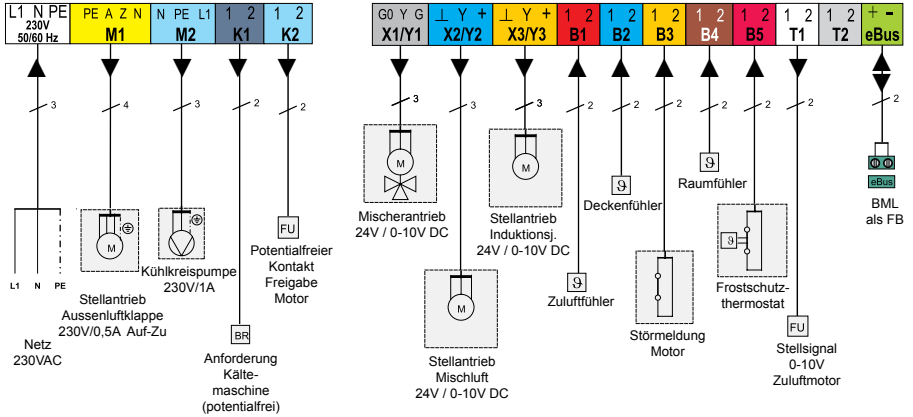 L1 N PE
230V
50/60 Hz
PE A Z N
M1
N PE L1
M2
1 2
K1
1 2
K2
G0 Y G
X1/Y1
⊥ Y +
X2/Y2
⊥ Y +
X3/Y3
1 2
B1
1 2
B2
1 2
B3
1 2
B4
1 2
B5
1 2
T1
1 2
T2
+ -
eBus
3
4
3
2
2
3
3
3
2
2
2
2
2
2
2
L1 N PE
Netz
230VAC
M
Stellantrieb
Aussenluftklappe
230V/0,5A Auf-Zu
Kühlkreispumpe
230V/1A
BR
Anforderung
Kälte-
maschine
(potentialfrei)
FU
Potentialfreier
Kontakt
Freigabe
Motor
M
Mischerantrieb
24V / 0-10V DC
M
Stellantrieb
Mischluft
24V / 0-10V DC
M
Stellantrieb
Induktionsj.
24V / 0-10V DC
ϑ
Zuluftfühler
ϑ
Deckenfühler
Störmeldung
Motor
ϑ
Raumfühler
ϑ
Frostschutz-
thermostat
FU
Stellsignal
0-10V
Zuluftmotor
eBus
BML
als FB